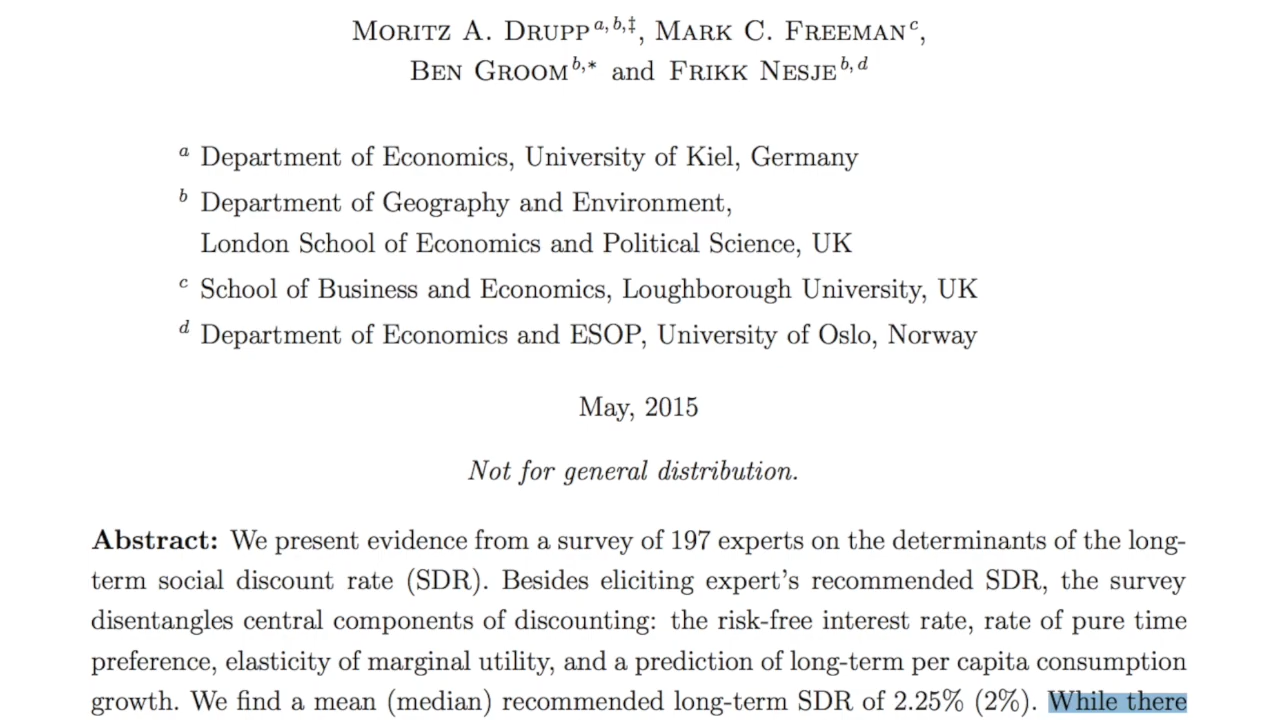 MORITZ A. DRUPP a,b,‡, MARK C. FREEMAN c,
BEN GROOM b,∗ and FRIKK NESJE b,d
a Department of Economics, University of Kiel, Germany
b Department of Geography and Environment,
London School of Economics and Political Science, UK
c School of Business and Economics, Loughborough University, UK
d Department of Economics and ESOP, University of Oslo, Norway
May, 2015
Not for general distribution.
Abstract: We present evidence from a survey of 197 experts on the determinants of the long-
term social discount rate (SDR). Besides eliciting expert's recommended SDR, the survey
disentangles central components of discounting: the risk-free interest rate, rate of pure time
preference, elasticity of marginal utility, and a prediction of long-term per capita consumption
growth. We find a mean (median) recommended long-term SDR of 2.25% (2%). While there